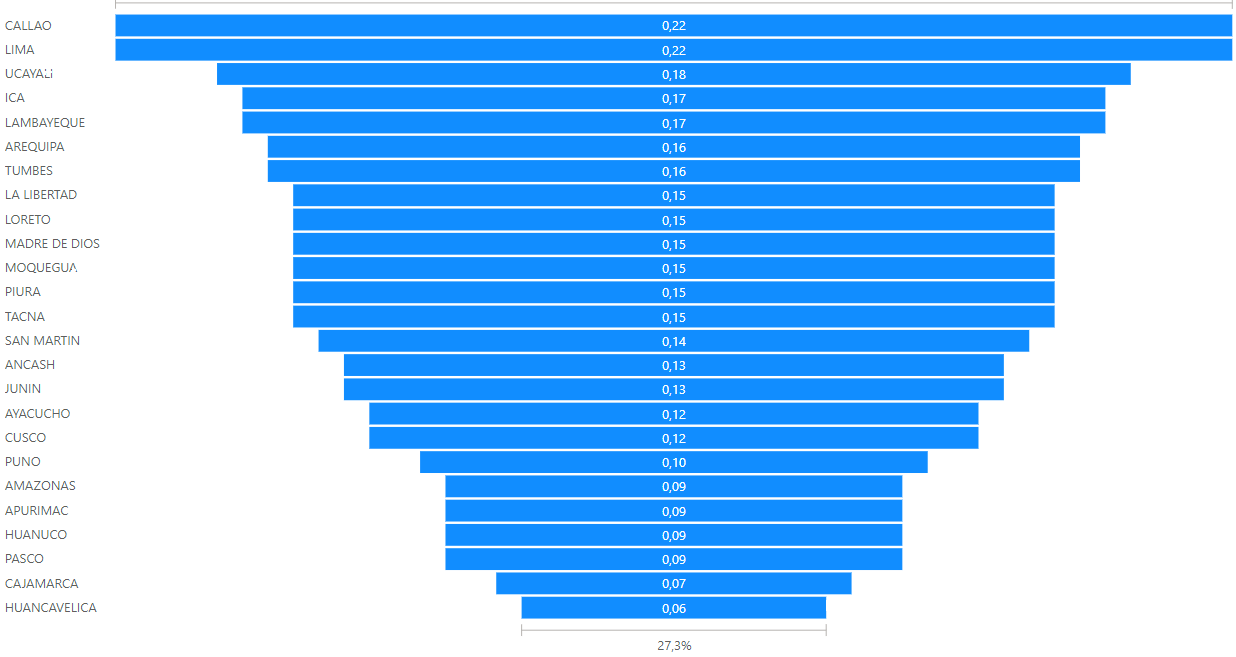 CALLAO 0,22
LIMA 0,22
UCAYALI 0,18
ICA 0,17
LAMBAYEQUE 0,17
AREQUIPA 0,16
TUMBES 0,16
LA LIBERTAD 0,15
LORETO 0,15
MADRE DE DIOS 0,15
MOQUEGUA 0,15
PIURA 0,15
TACNA 0,15
SAN MARTIN 0,14
ANCASH 0,13
JUNIN 0,13
AYACUCHO 0,12
CUSCO 0,12
PUNO 0,10
AMAZONAS 0,09
APURIMAC 0,09
HUANUCO 0,09
PASCO 0,09
CAJAMARCA 0,07
HUANCAVELICA 0,06
27,3%